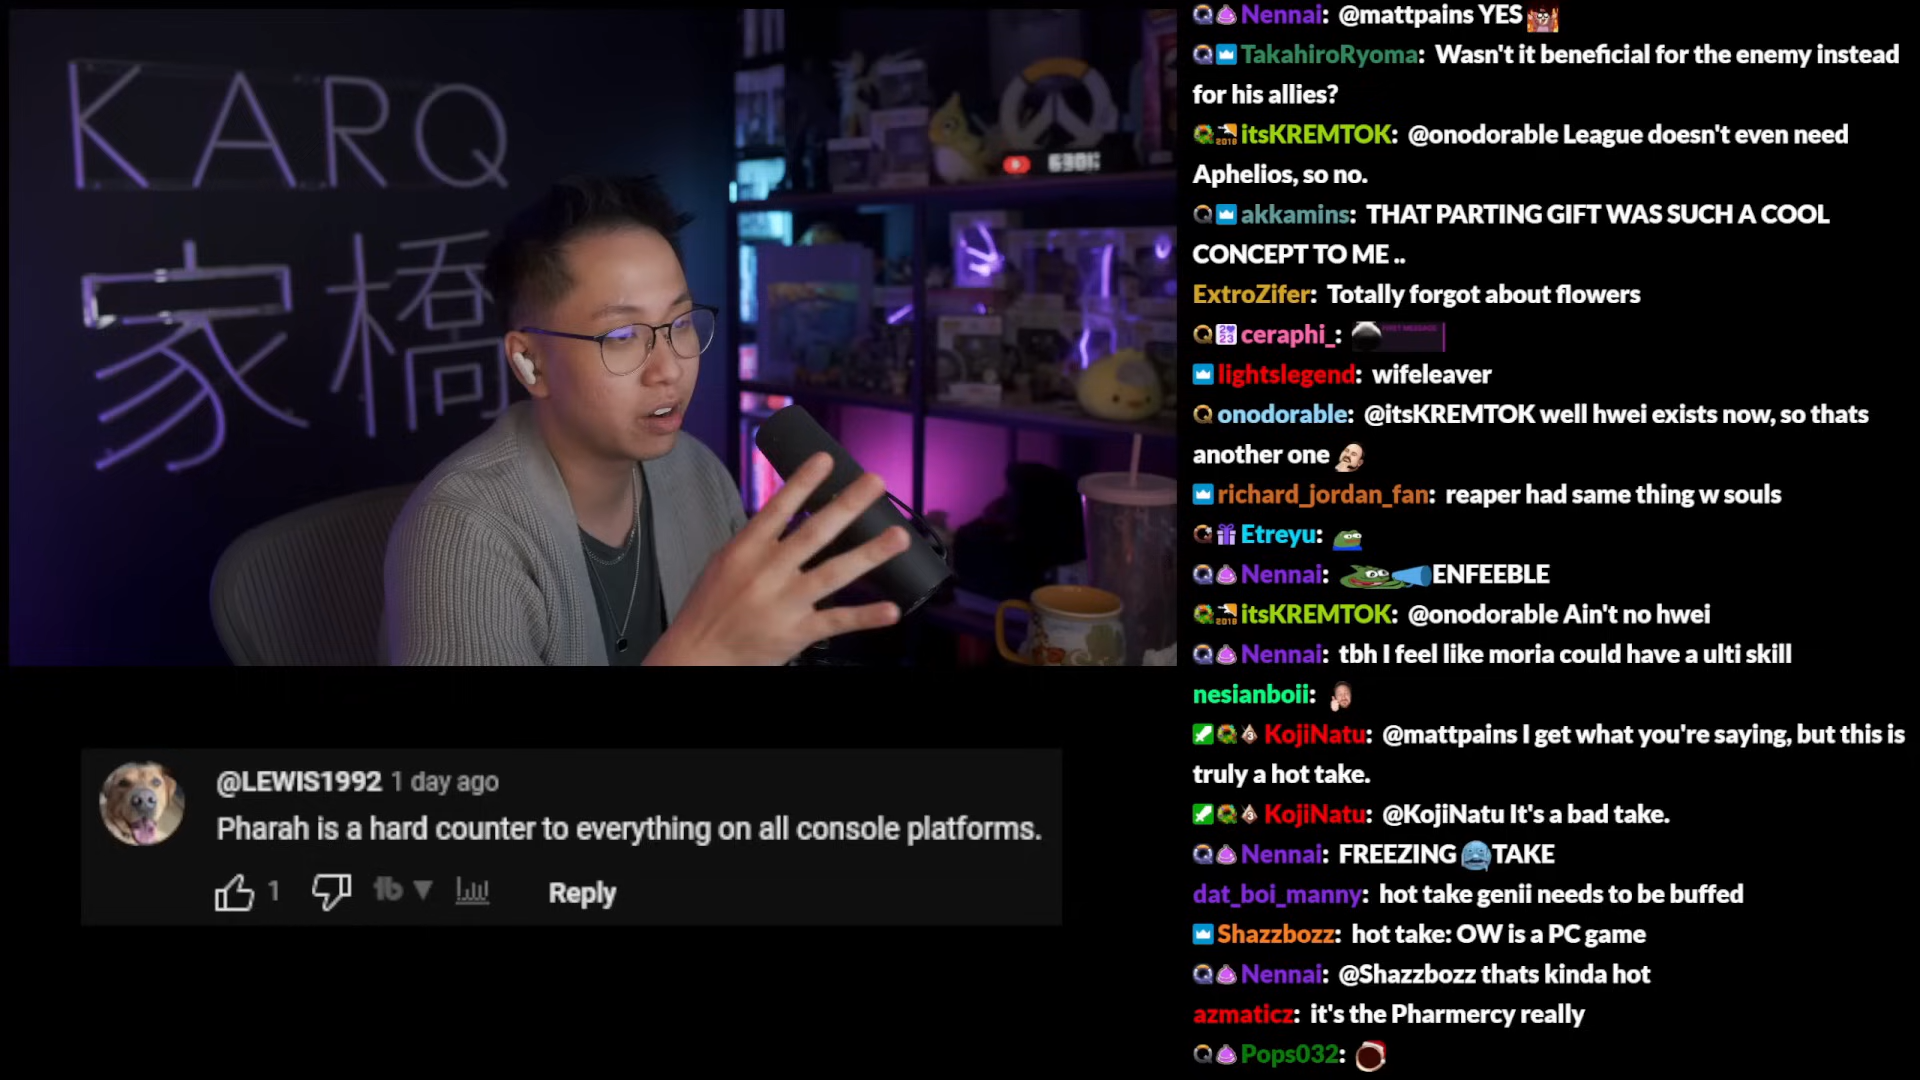 KARQ
家橋
@LEWIS1992 1 day ago
Pharah is a hard counter to everything on all console platforms.
1
Reply
Nennai: @mattpains YES
TakahiroRyoma: Wasn't it beneficial for the enemy instead
for his allies?
itsKREMTOK: @onodorable League doesn't even need
Aphelios, so no.
akkamins: THAT PARTING GIFT WAS SUCH A COOL
CONCEPT TO ME ..
ExtroZifer: Totally forgot about flowers
ceraphi_: FIRST MESSAGE
lightslegend: wifeleaver
onodorable: @itsKREMTOK well hwei exists now, so thats
another one
richard_jordan_fan: reaper had same thing w souls
Etreyu:
Nennai: ENFEEBLE
itsKREMTOK: @onodorable Ain't no hwei
Nennai: tbh I feel like moria could have a ulti skill
nesianboii:
KojiNatu: @mattpains I get what you're saying, but this is
truly a hot take.
KojiNatu: @KojiNatu It's a bad take.
Nennai: FREEZING TAKE
dat_boi_manny: hot take genii needs to be buffed
Shazzbozz: hot take: OW is a PC game
Nennai: @Shazzbozz thats kinda hot
azmaticz: it's the Pharmercy really
Pops032: